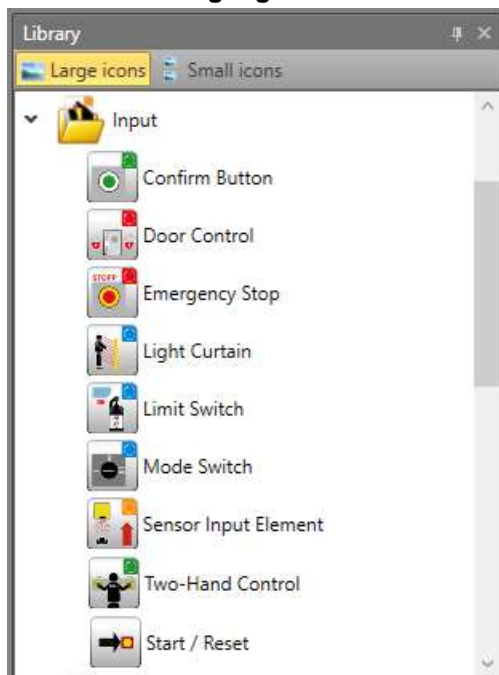 Library
Large icons Small icons
Input
Confirm Button
Door Control
STOPP
Emergency Stop
Light Curtain
Limit Switch
Mode Switch
Sensor Input Element
Two-Hand Control
Start / Reset